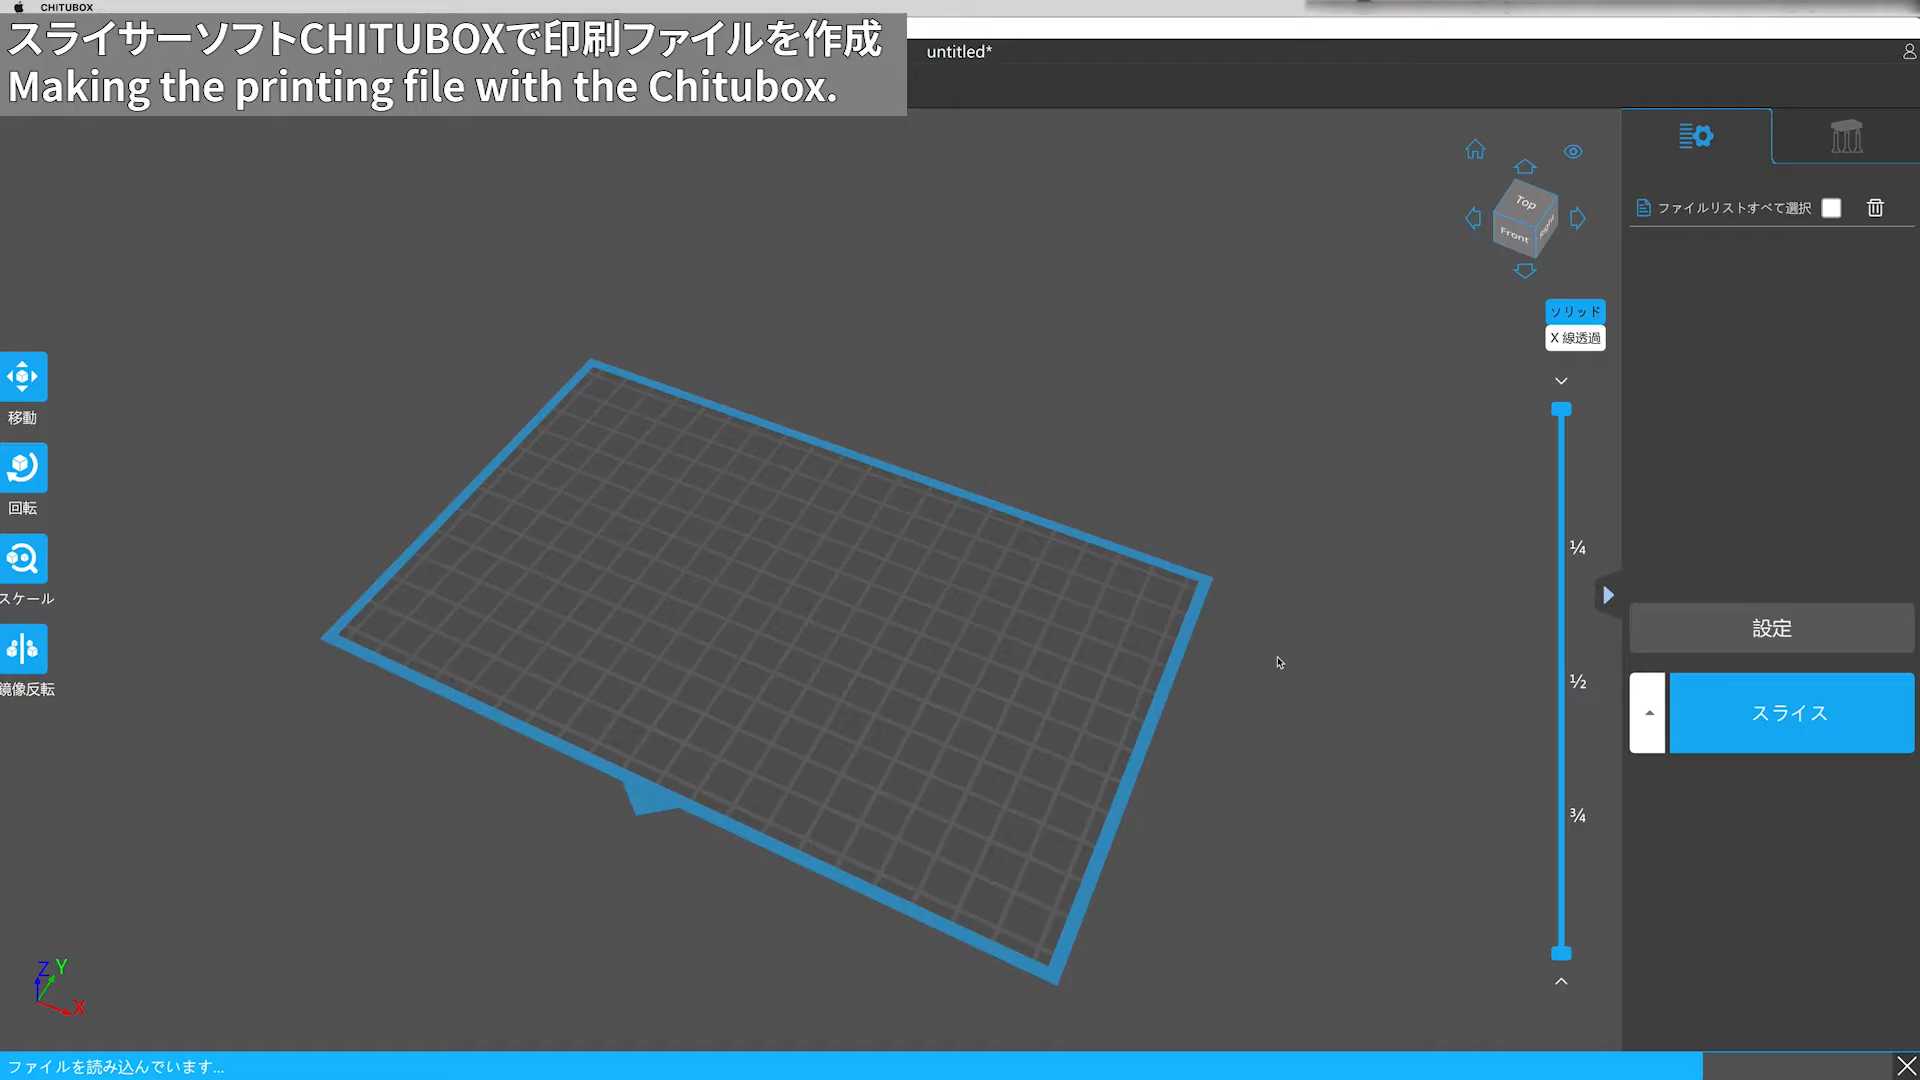 CHITUBOX
スライサーソフトCHITUBOXで印刷ファイルを作成
Making the printing file with the Chitubox.
untitled*
ファイルリストすべて選択
Top
Front
Right
ソリッド
X 線透過
移動
回転
スケール
鏡像反転
¼
½
¾
設定
スライス
Z
Y
X
ファイルを読み込んでいます...